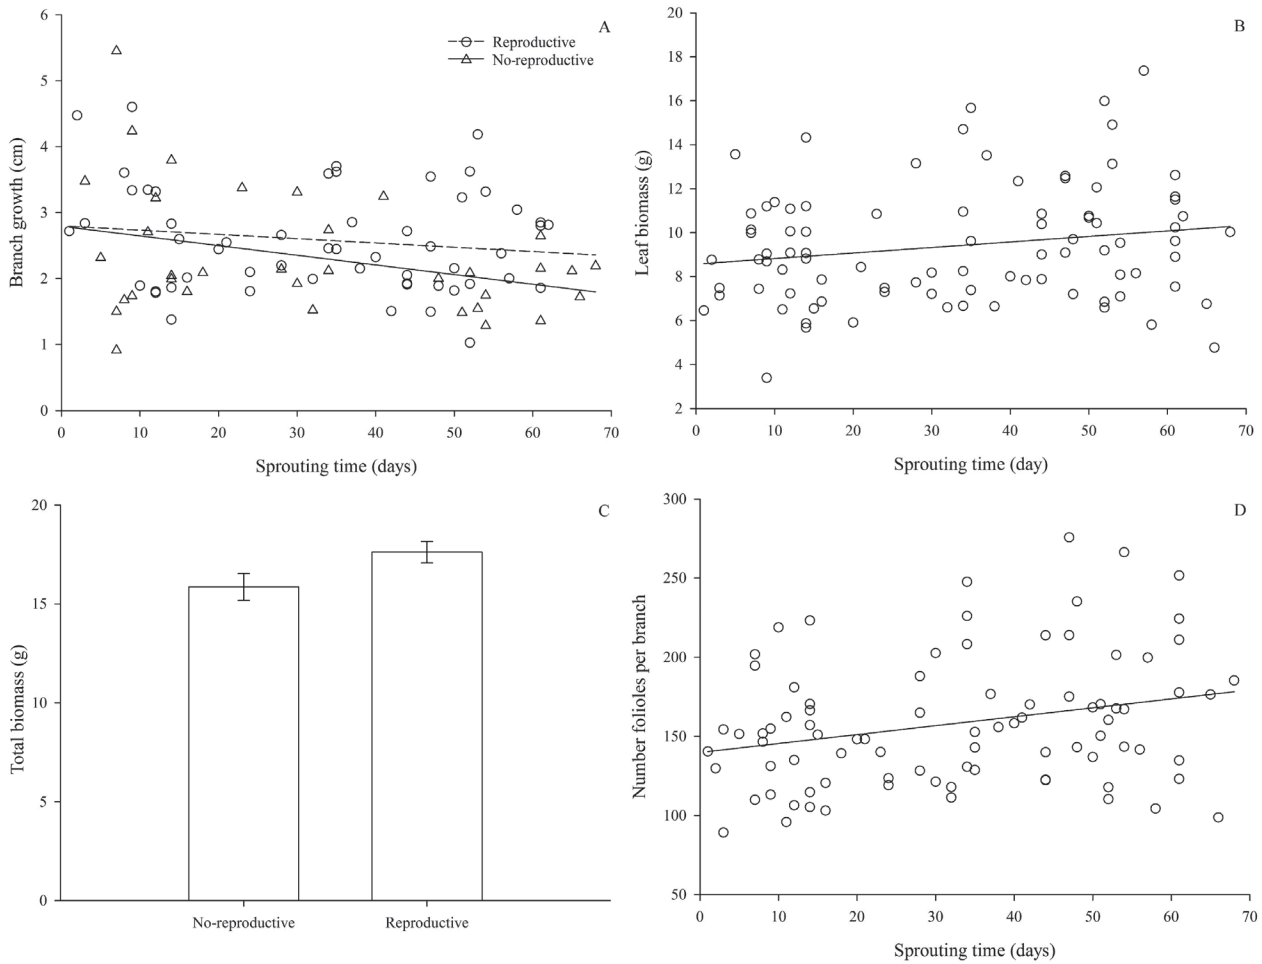 A
Reproductive
No-reproductive
Branch growth (cm)
6
5
4
3
2
1
0
0 10 20 30 40 50 60 70
Sprouting time (days)
B
Leaf biomass (g)
20
18
16
14
12
10
8
6
4
2
0 10 20 30 40 50 60 70
Sprouting time (day)
C
Total biomass (g)
20
15
10
5
0
No-reproductive Reproductive
D
Number folioles per branch
300
250
200
150
100
50
0 10 20 30 40 50 60 70
Sprouting time (days)